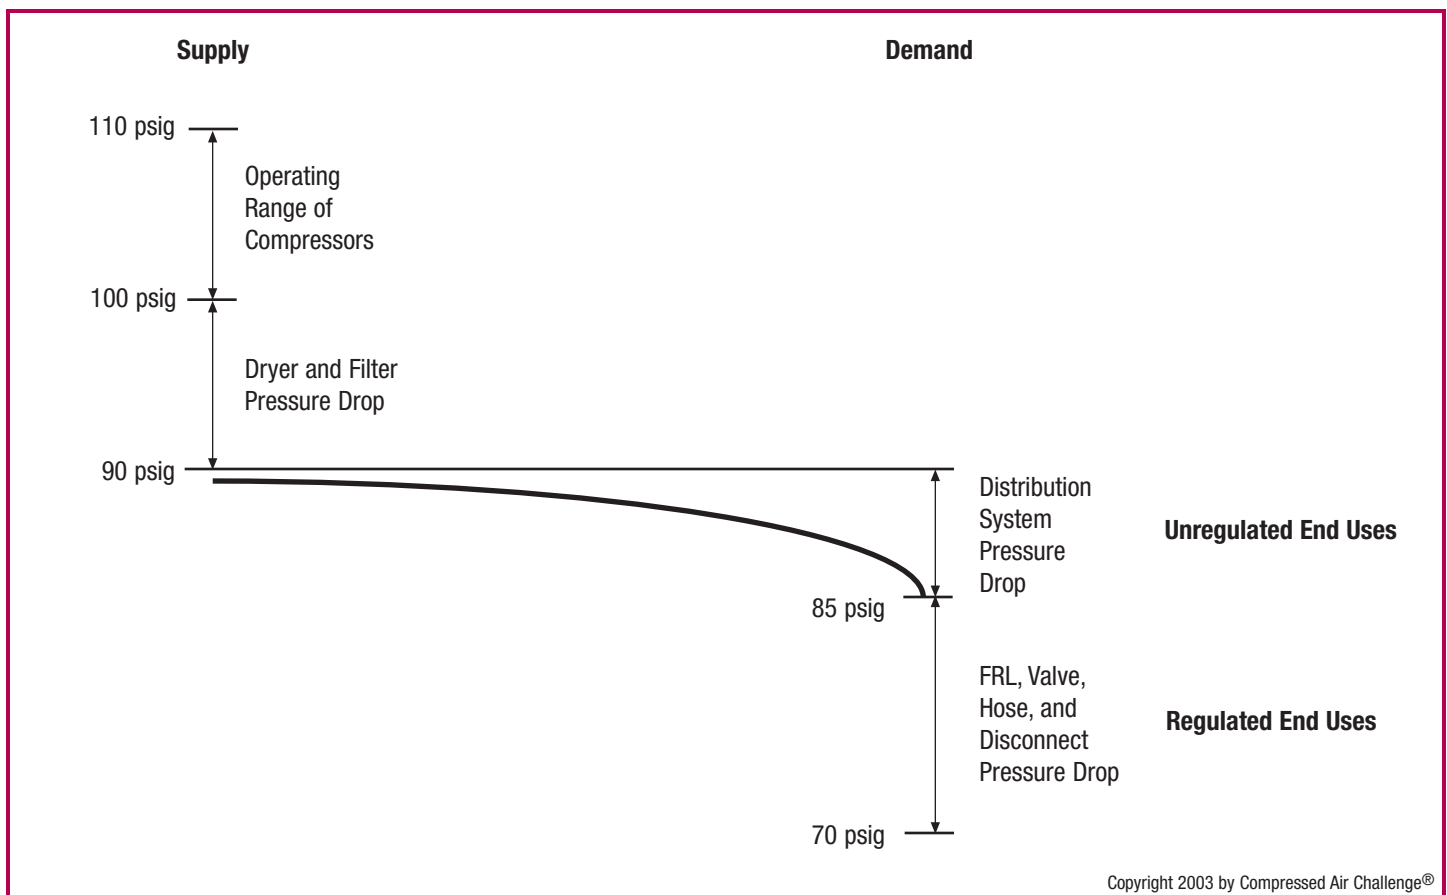 Supply
Demand
110 psig
Operating
Range of
Compressors
100 psig
Dryer and Filter
Pressure Drop
90 psig
Distribution
System
Pressure
Drop
Unregulated End Uses
85 psig
FRL, Valve,
Hose, and
Disconnect
Pressure Drop
Regulated End Uses
70 psig
Copyright 2003 by Compressed Air Challenge®